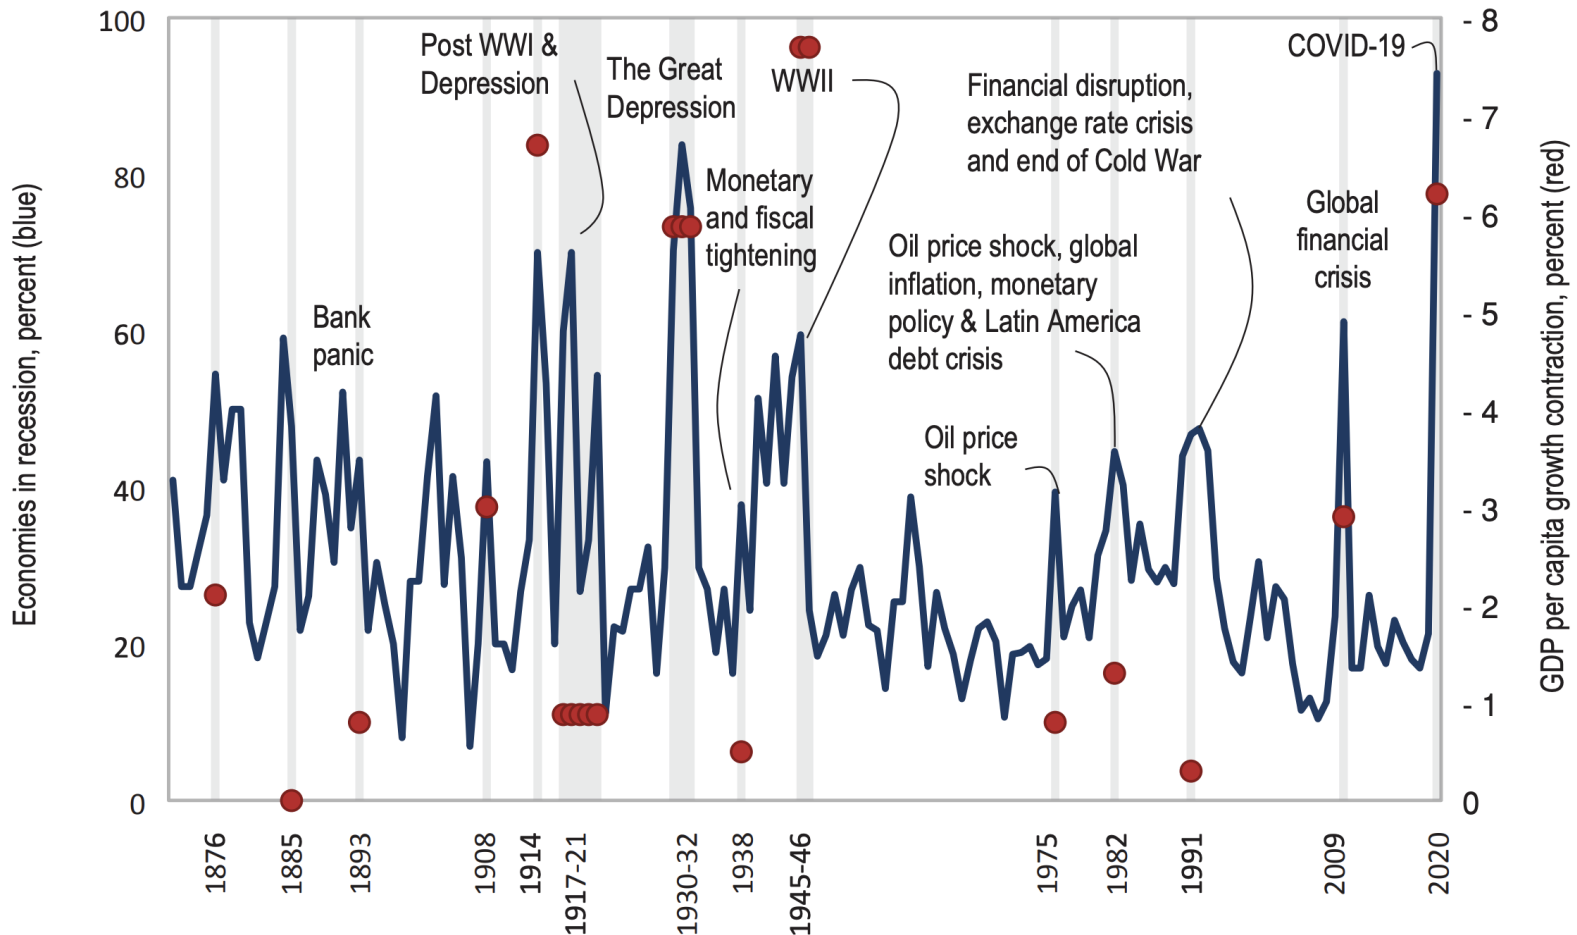 100
80
60
40
20
0
Economies in recession, percent (blue)
Post WWI &
Depression
The Great
Depression
WWII
Monetary
and fiscal
tightening
Bank
panic
Financial disruption,
exchange rate crisis
and end of Cold War
Oil price shock, global
inflation, monetary
policy & Latin America
debt crisis
Oil price
shock
Global
financial
crisis
COVID-19
- 8
- 7
- 6
- 5
- 4
- 3
- 2
- 1
0
GDP per capita growth contraction, percent (red)
1876
1885
1893
1908
1914
1917-21
1930-32
1938
1945-46
1975
1982
1991
2009
2020